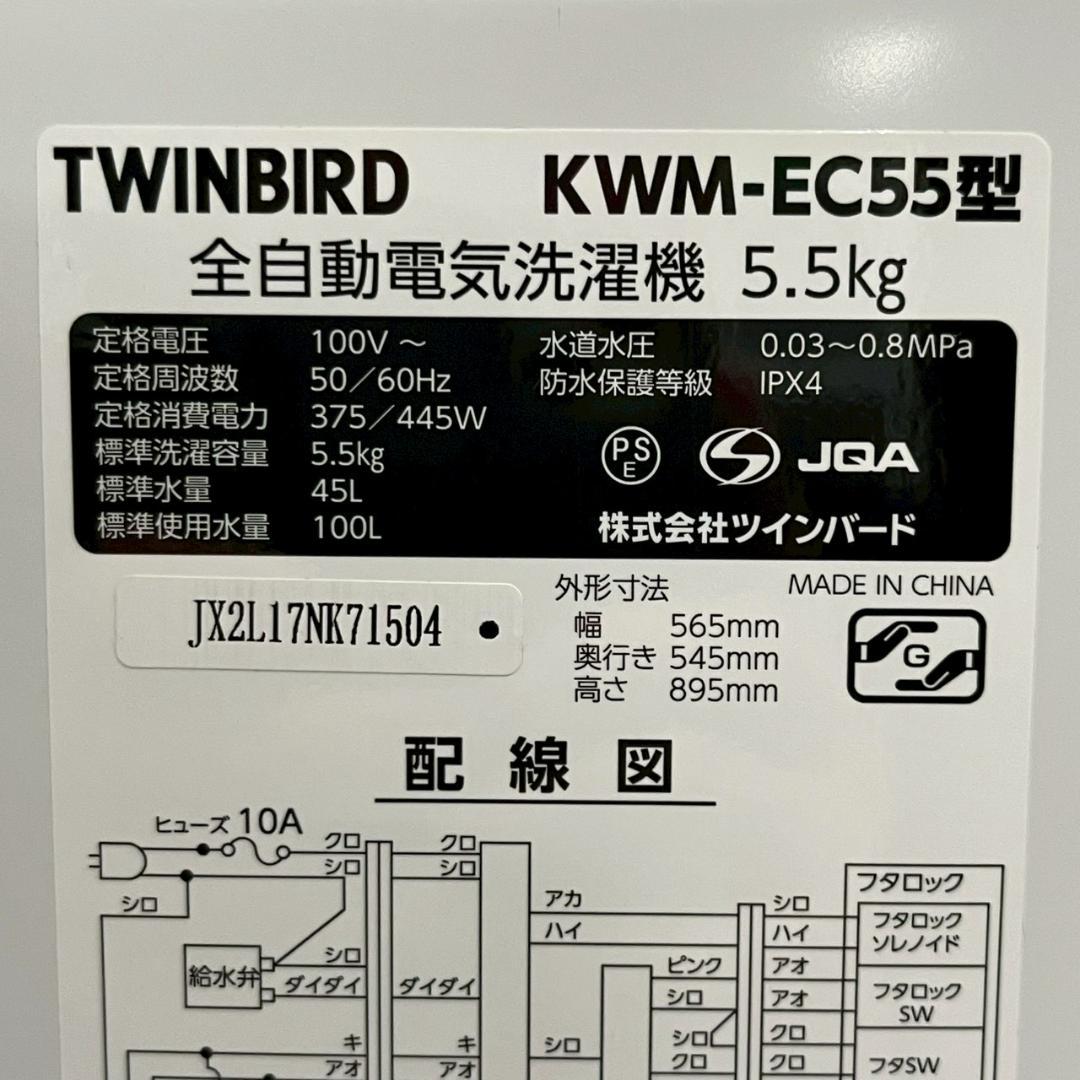 TWINBIRD KWM-EC55型
全自動電気洗濯機 5.5kg
定格電圧 100V ～
定格周波数 50／60Hz
定格消費電力 375／445W
標準洗濯容量 5.5kg
標準水量 45L
標準使用水量 100L
水道水圧 0.03～0.8MPa
防水保護等級 IPX4
PSE
S JQA
株式会社ツインバード
JX2L17NK71504
外形寸法
幅 565mm
奥行き 545mm
高さ 895mm
MADE IN CHINA
G
配線図
ヒューズ 10A
クロ
シロ
シロ
給水弁
シロ
ダイダイ
キ
アオ
クロ
シロ
ダイダイ
キ
アオ
アカ
ハイ
シロ
ピンク
シロ
シロ
クロ
シロ
ハイ
アオ
アオ
クロ
クロ
フタロック
フタロック
ソレノイド
フタロック
SW
フタSW